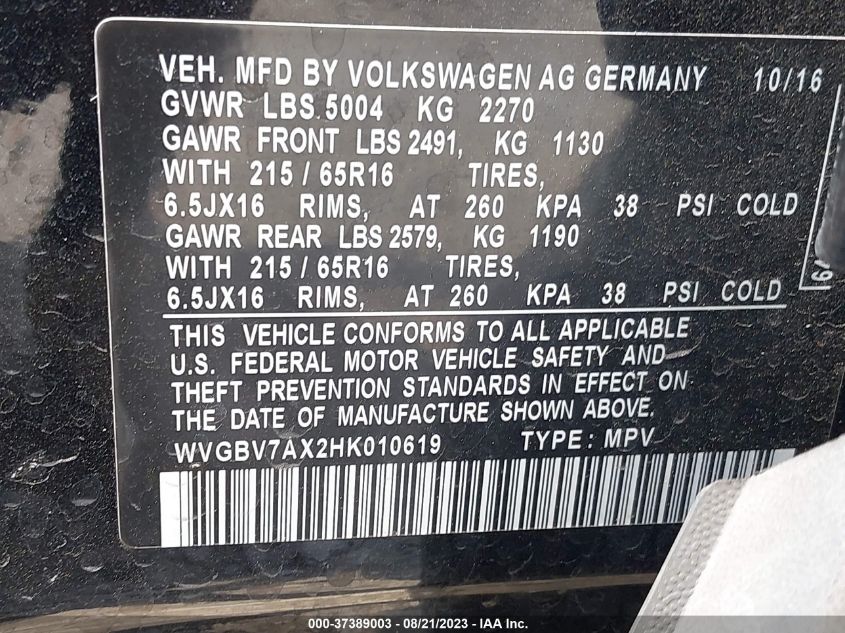 VEH. MFD BY VOLKSWAGEN AG GERMANY 10/16
GVWR LBS 5004 KG 2270
GAWR FRONT LBS 2491, KG 1130
WITH 215 / 65R16 TIRES,
6.5JX16 RIMS, AT 260 KPA 38 PSI COLD
GAWR REAR LBS 2579, KG 1190
WITH 215 / 65R16 TIRES,
6.5JX16 RIMS, AT 260 KPA 38 PSI COLD
THIS VEHICLE CONFORMS TO ALL APPLICABLE
U.S. FEDERAL MOTOR VEHICLE SAFETY AND
THEFT PREVENTION STANDARDS IN EFFECT ON
THE DATE OF MANUFACTURE SHOWN ABOVE.
WVGBV7AX2HK010619 TYPE: MPV
000-37389003 - 08/21/2023 - IAA Inc.